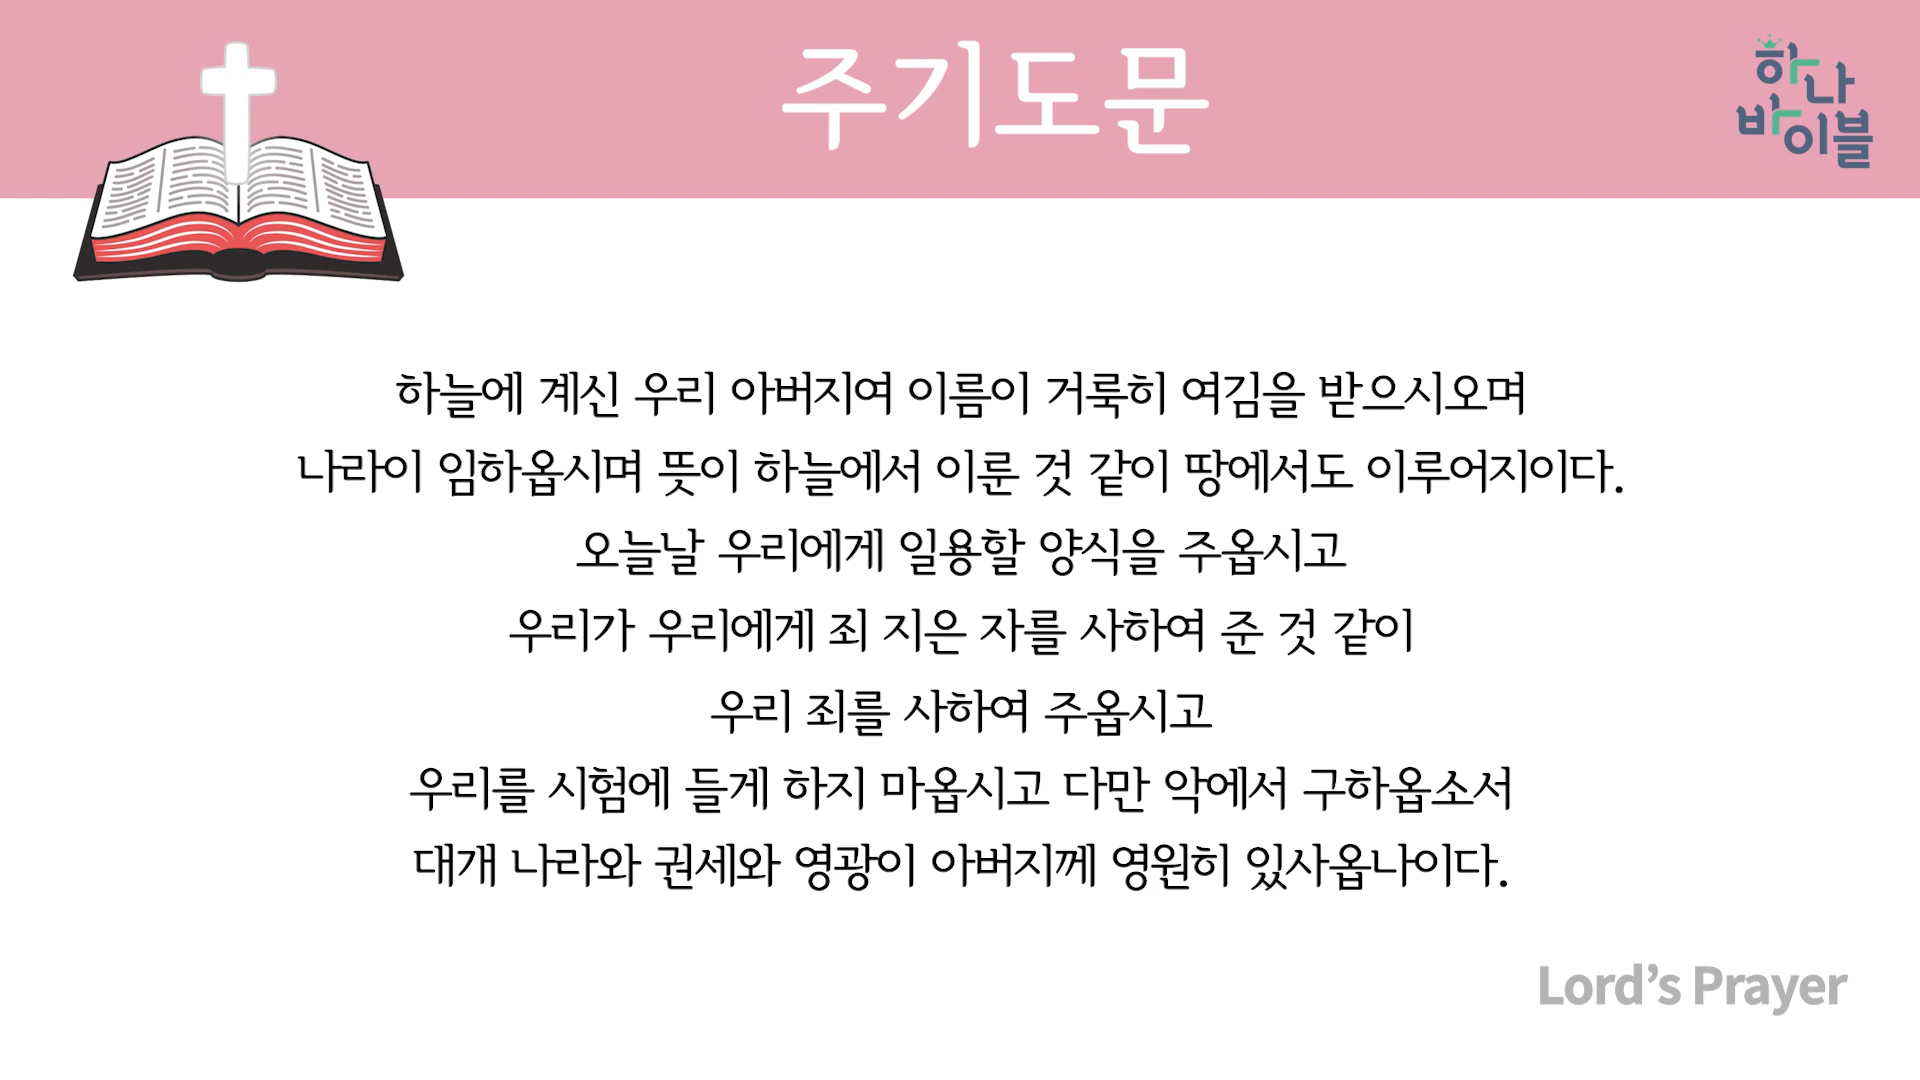 주기도문
하나
바이블
하늘에 계신 우리 아버지여 이름이 거룩히 여김을 받으시오며
나라이 임하옵시며 뜻이 하늘에서 이룬 것 같이 땅에서도 이루어지이다.
오늘날 우리에게 일용할 양식을 주옵시고
우리가 우리에게 죄 지은 자를 사하여 준 것 같이
우리 죄를 사하여 주옵시고
우리를 시험에 들게 하지 마옵시고 다만 악에서 구하옵소서
대개 나라와 권세와 영광이 아버지께 영원히 있사옵나이다.
Lord’s Prayer